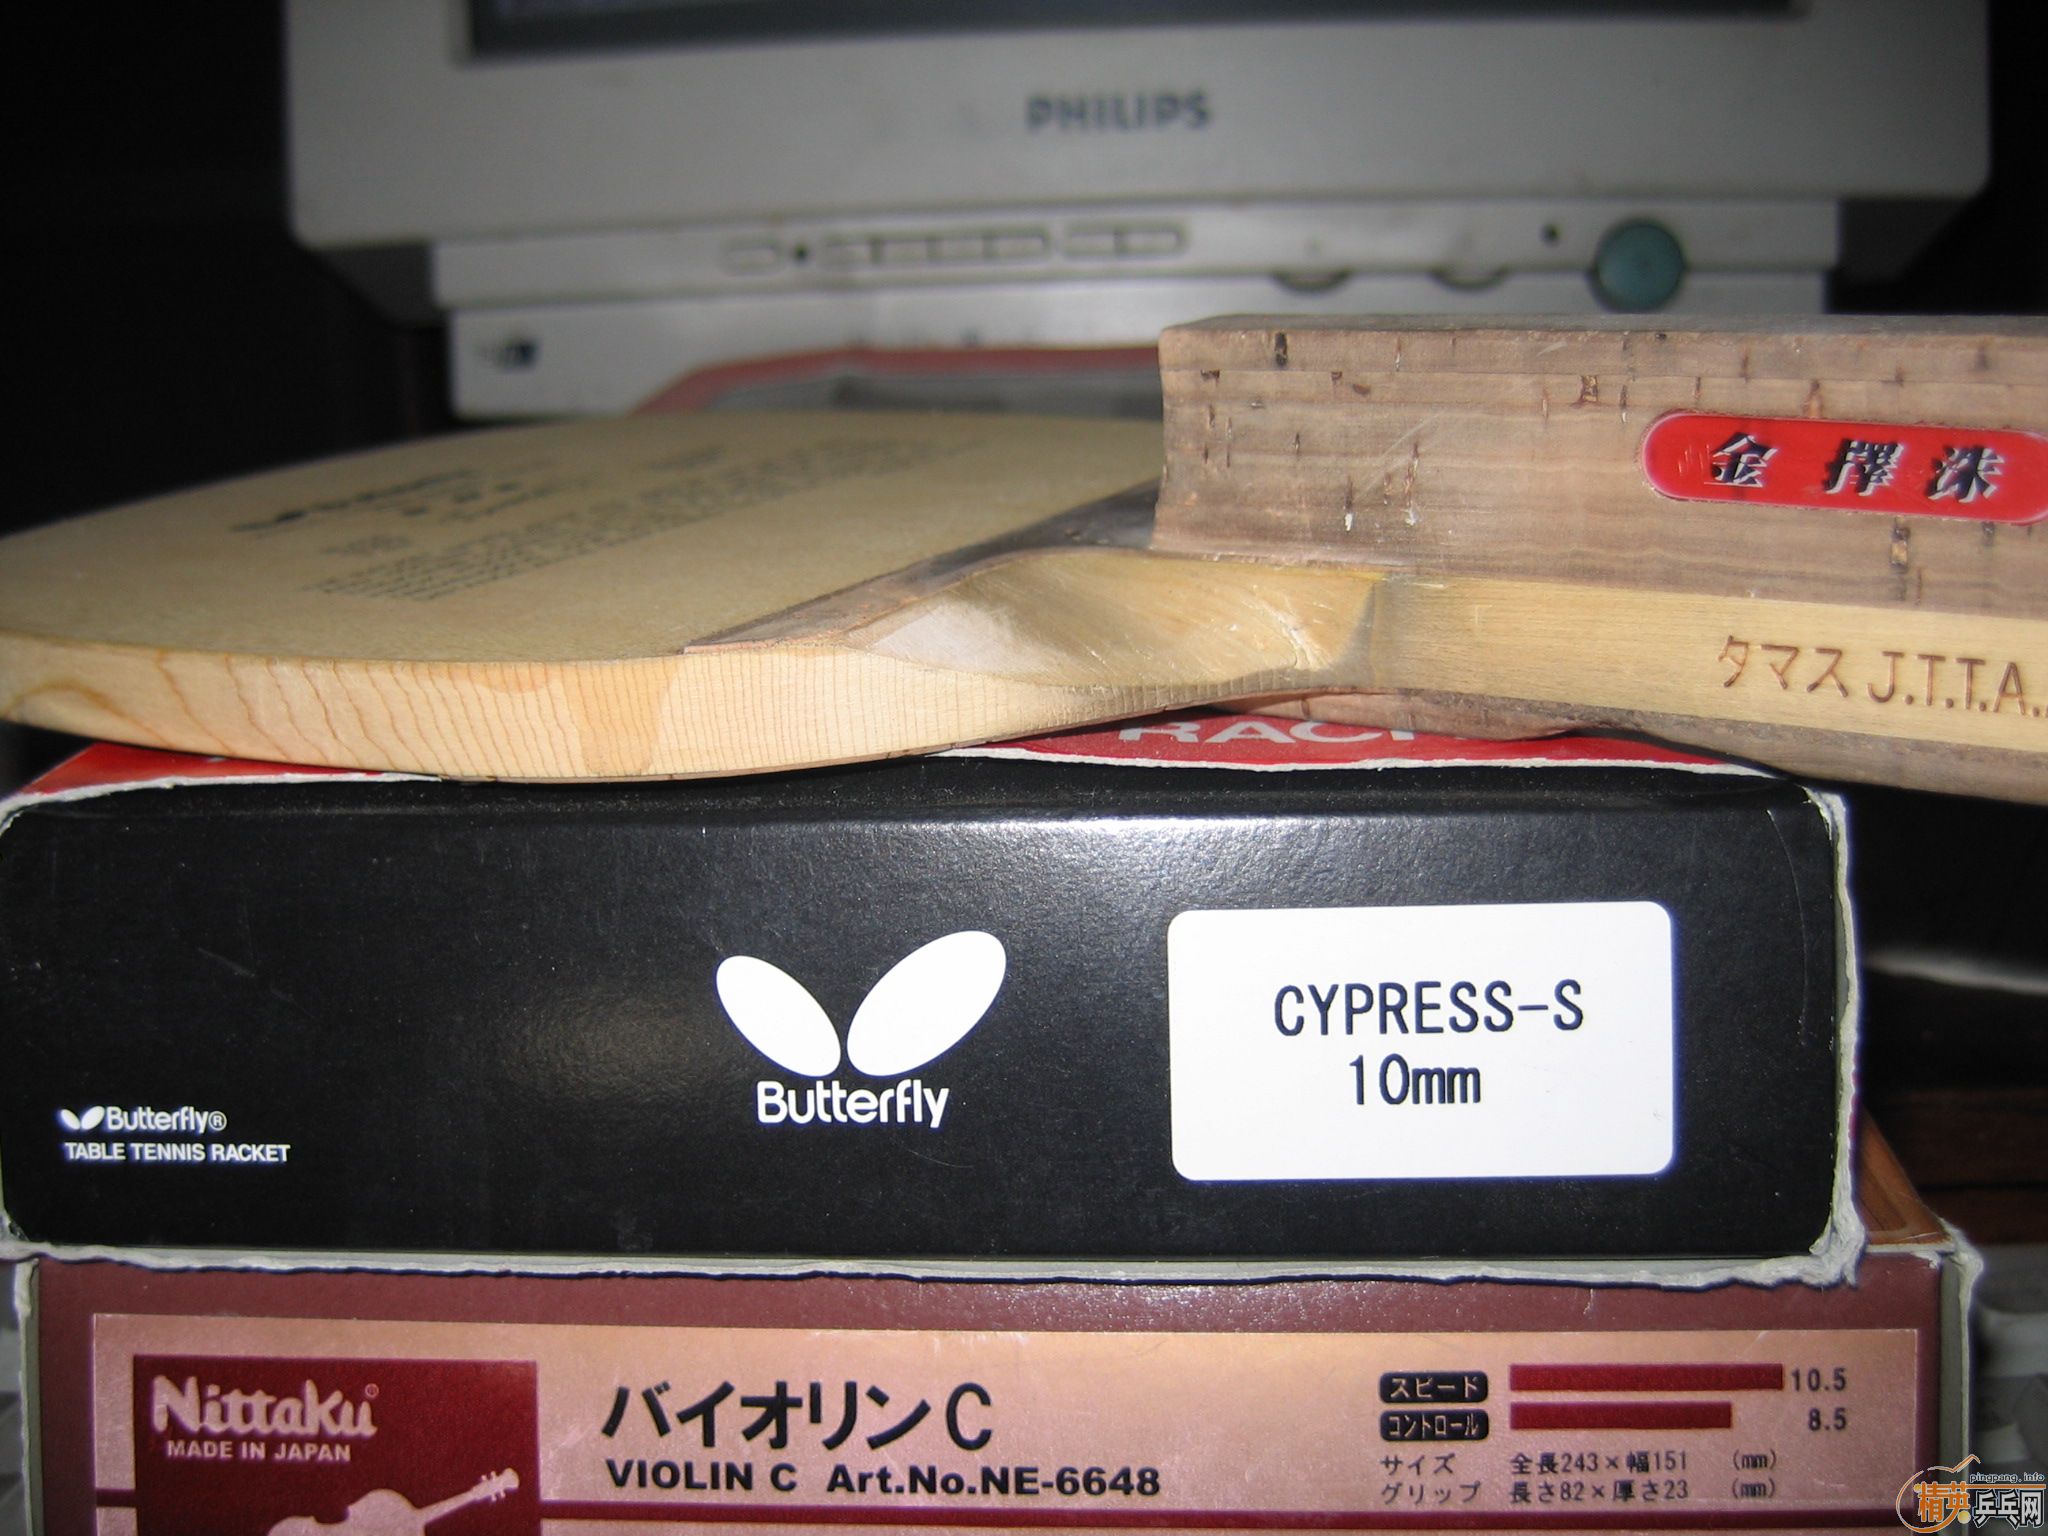 PHILIPS
金擇洙
タマス J.T.T.A.
RAC
Butterfly
CYPRESS-S
10mm
Butterfly®
TABLE TENNIS RACKET
Nittaku®
MADE IN JAPAN
バイオリンC
VIOLIN C Art.No.NE-6648
スピード 10.5
コントロール 8.5
サイズ 全長243×幅151 (mm)
グリップ 長さ82×厚さ23 (mm)
pingpang.info
精英乒乓网